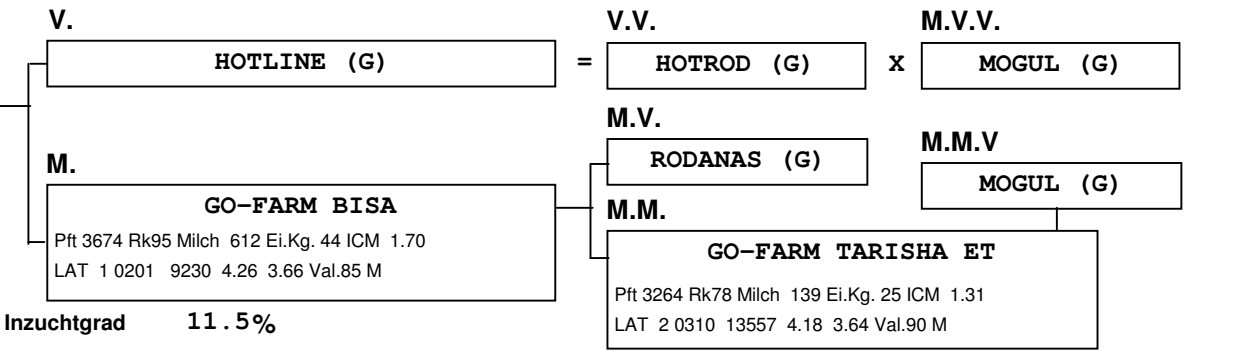 V.
V.V.
M.V.V.
HOTLINE (G)
=
HOTROD (G)
X
MOGUL (G)
M.V.
RODANAS (G)
M.M.V
MOGUL (G)
M.
GO-FARM BISA
Pft 3674 Rk95 Milch 612 Ei.Kg. 44 ICM 1.70
LAT 1 0201 9230 4.26 3.66 Val.85 M
M.M.
GO-FARM TARISHA ET
Pft 3264 Rk78 Milch 139 Ei.Kg. 25 ICM 1.31
LAT 2 0310 13557 4.18 3.64 Val.90 M
Inzuchtgrad 11.5%